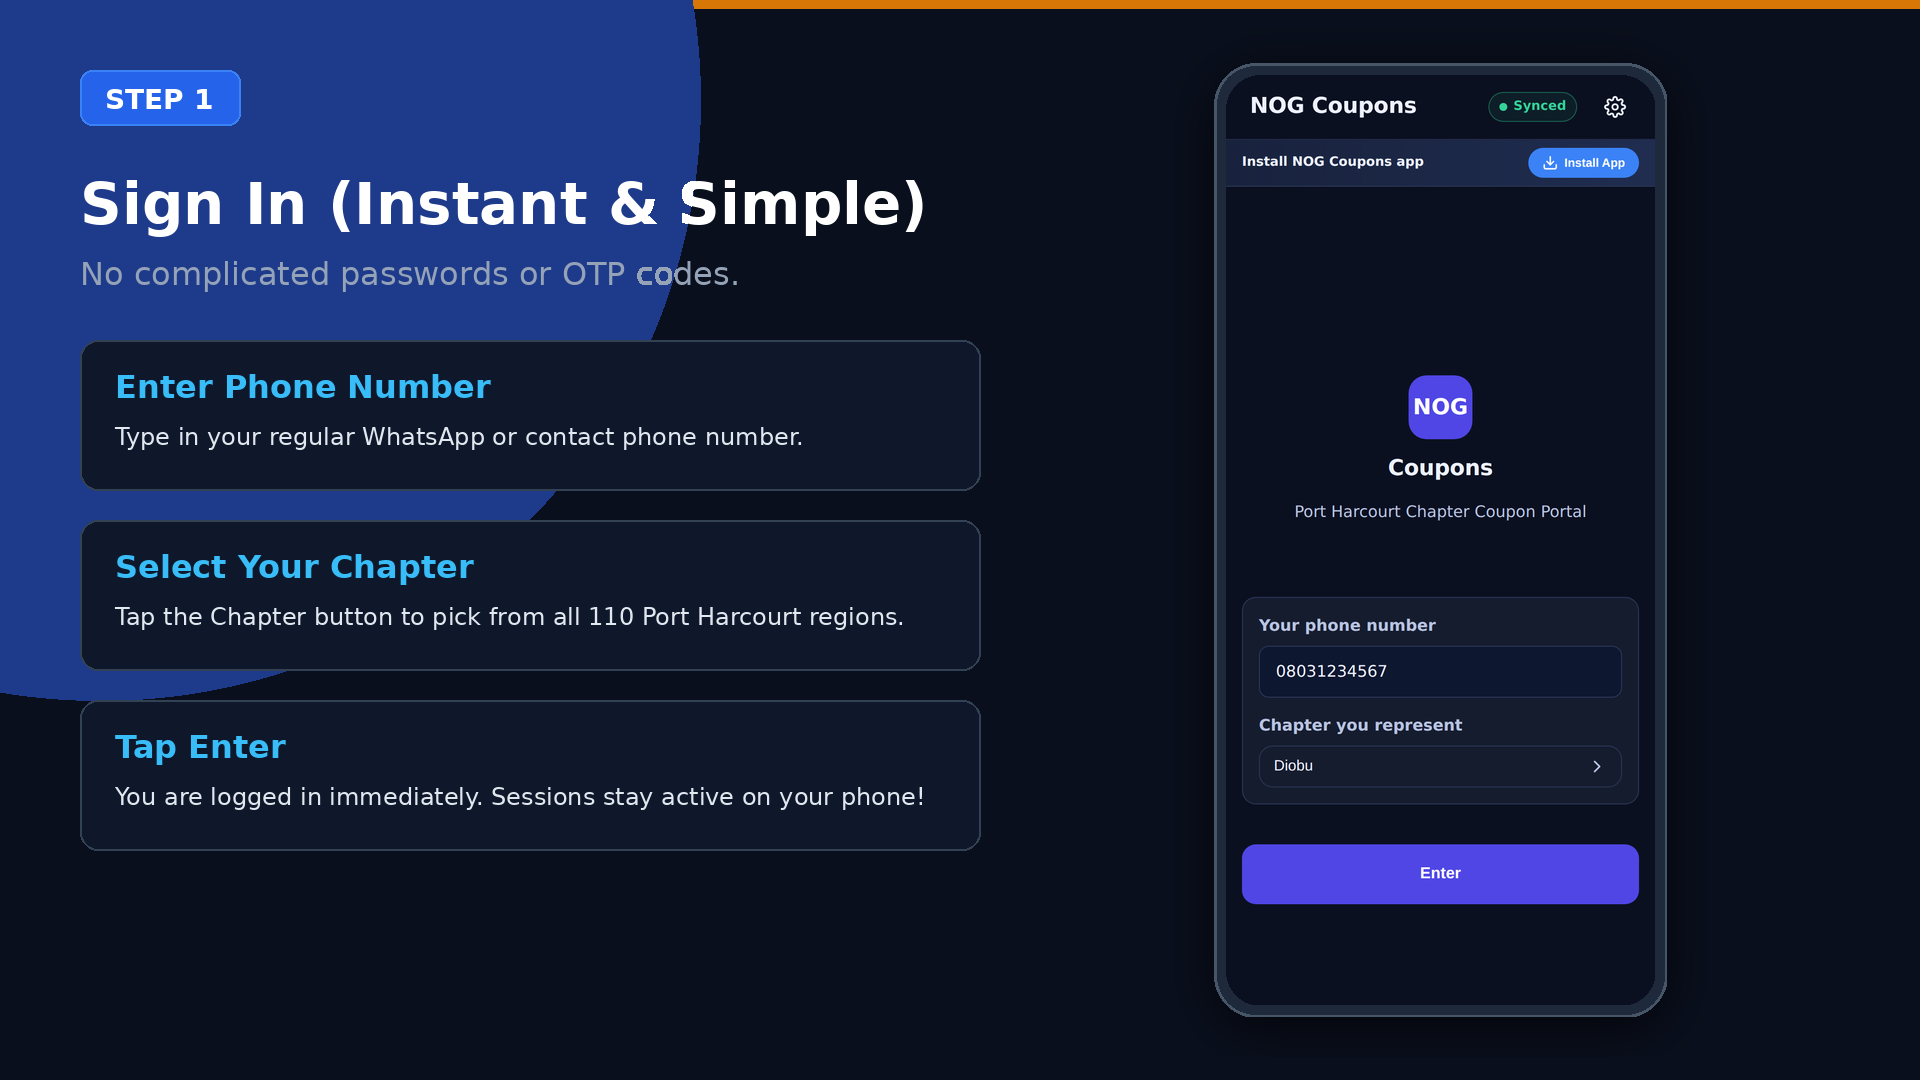 STEP 1
Sign In (Instant & Simple)
No complicated passwords or OTP codes.
Enter Phone Number
Type in your regular WhatsApp or contact phone number.
Select Your Chapter
Tap the Chapter button to pick from all 110 Port Harcourt regions.
Tap Enter
You are logged in immediately. Sessions stay active on your phone!
NOG Coupons
Synced
Install NOG Coupons app
Install App
NOG
Coupons
Port Harcourt Chapter Coupon Portal
Your phone number
08031234567
Chapter you represent
Diobu
Enter